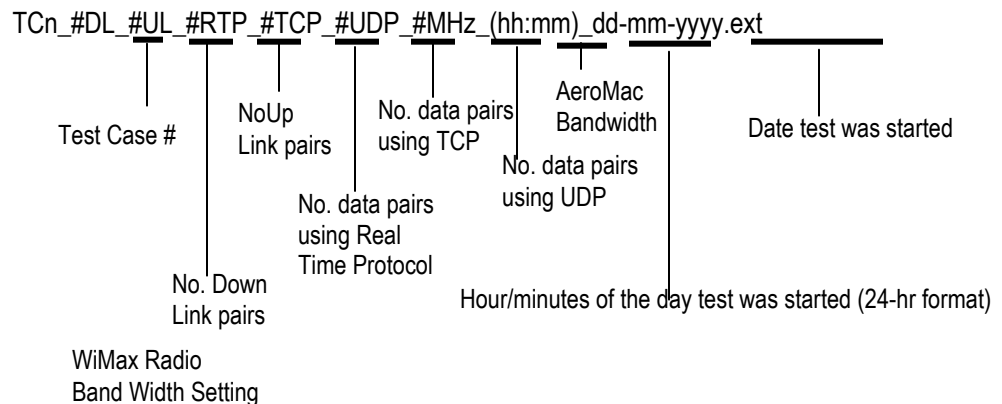 TCn_#DL_#UL_#RTP_#TCP_#UDP_#MHz_(hh:mm)_dd-mm-yyyy.ext
Test Case #
NoUp
Link pairs
No. data pairs
using TCP
AeroMac
Bandwidth
Date test was started
No. data pairs
using UDP
No. data pairs
using Real
Time Protocol
No. Down
Link pairs
Hour/minutes of the day test was started (24-hr format)
WiMax Radio
Band Width Setting